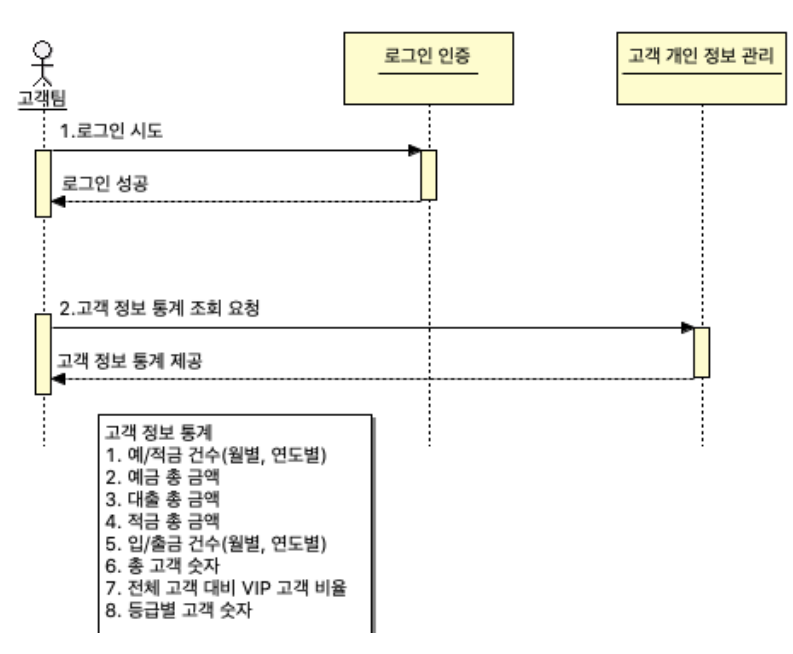 로그인 인증
고객 개인 정보 관리
고객팀
1.로그인 시도
로그인 성공
2.고객 정보 통계 조회 요청
고객 정보 통계 제공
고객 정보 통계
1. 예/적금 건수(월별, 연도별)
2. 예금 총 금액
3. 대출 총 금액
4. 적금 총 금액
5. 입/출금 건수(월별, 연도별)
6. 총 고객 숫자
7. 전체 고객 대비 VIP 고객 비율
8. 등급별 고객 숫자